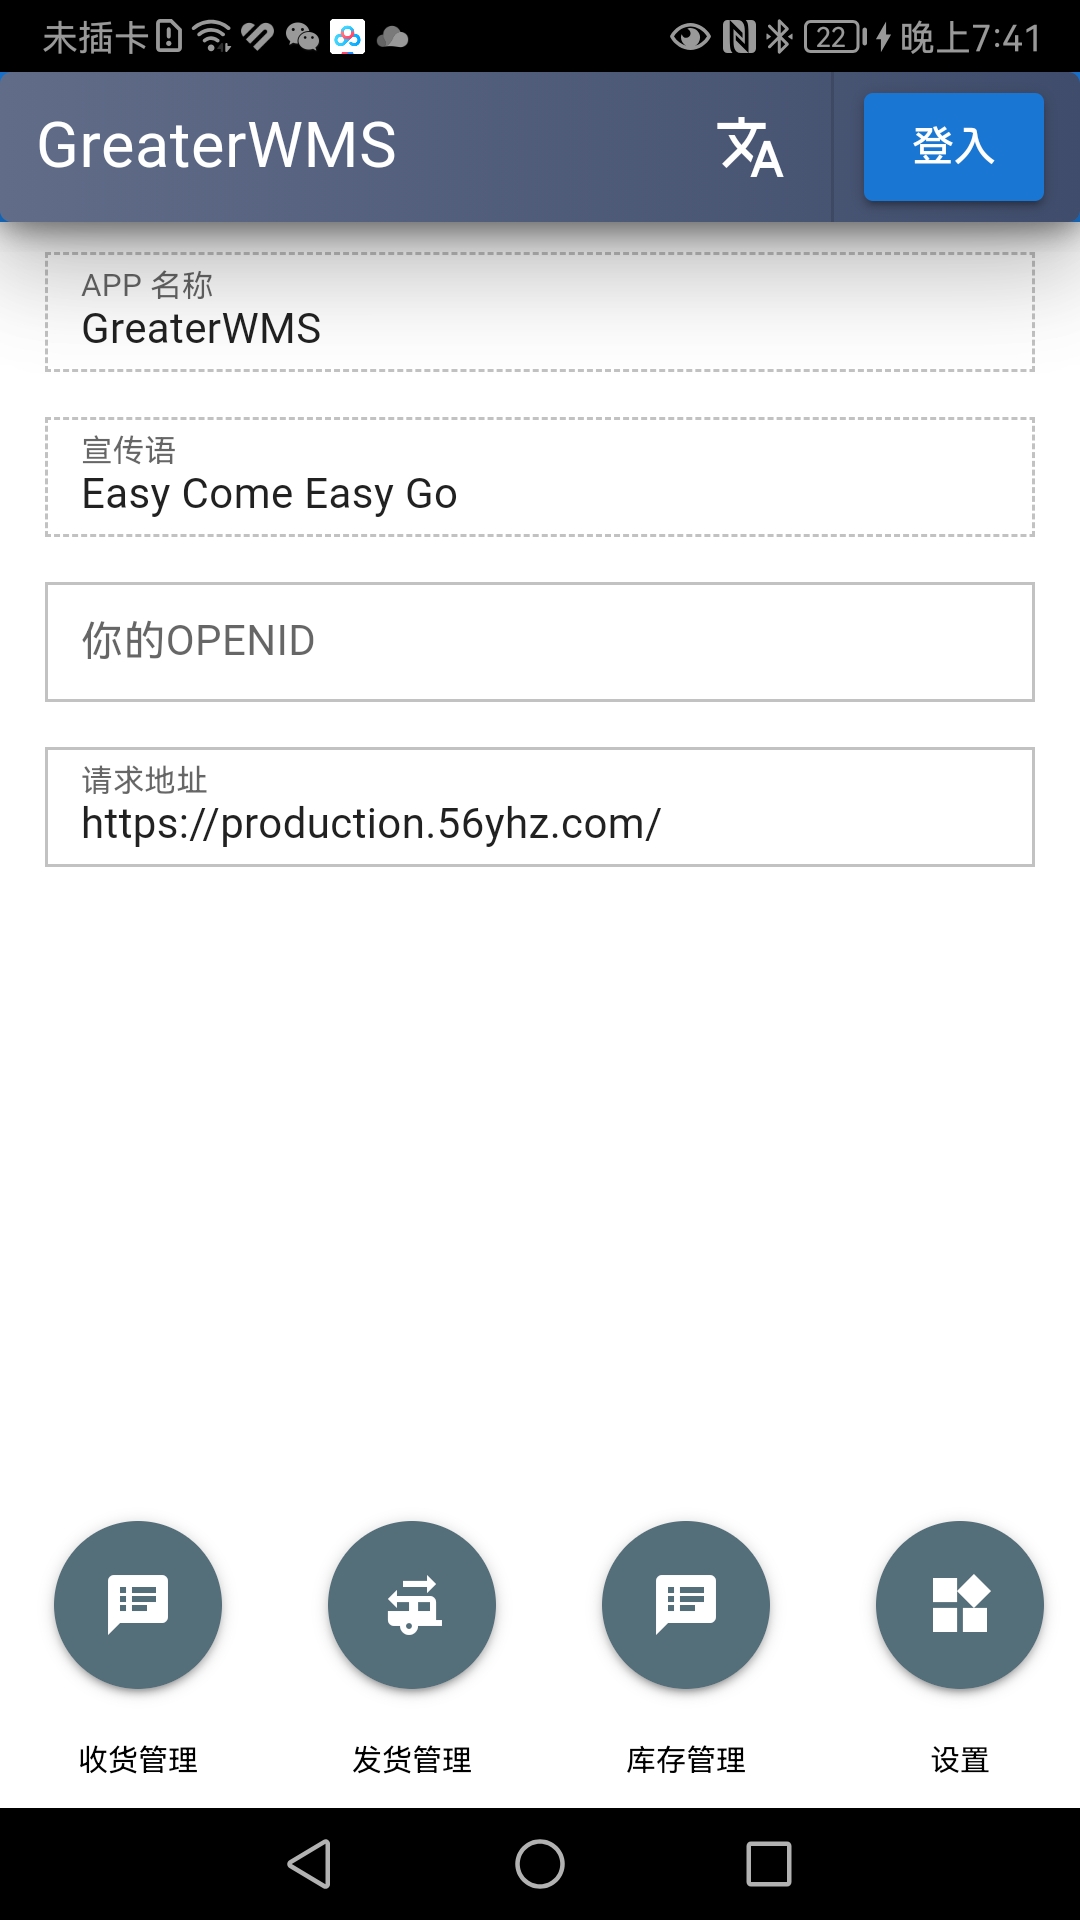 未插卡 22 晚上7:41
GreaterWMS 登入
APP 名称
GreaterWMS
宣传语
Easy Come Easy Go
你的OPENID
请求地址
https://production.56yhz.com/
收货管理 发货管理 库存管理 设置